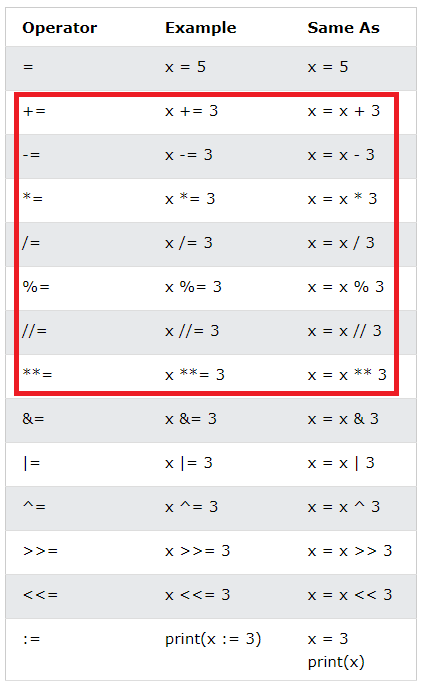 Operator Example Same As
= x = 5 x = 5
+= x += 3 x = x + 3
-= x -= 3 x = x - 3
*= x *= 3 x = x * 3
/= x /= 3 x = x / 3
%= x %= 3 x = x % 3
//= x //= 3 x = x // 3
**= x **= 3 x = x ** 3
&= x &= 3 x = x & 3
|= x |= 3 x = x | 3
^= x ^= 3 x = x ^ 3
>>= x >>= 3 x = x >> 3
<<= x <<= 3 x = x << 3
:= print(x := 3) x = 3
print(x)